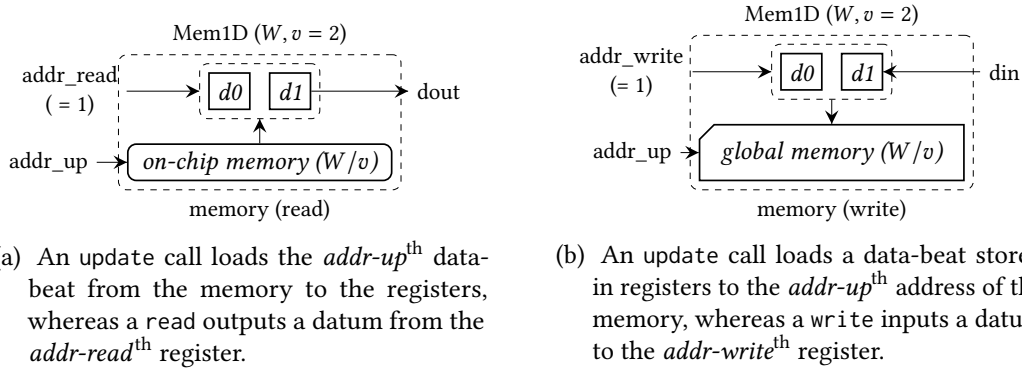 Mem1D (W, v = 2)
addr_read
(= 1)
d0 d1
dout
addr_up
on-chip memory (W/v)
memory (read)
Mem1D (W, v = 2)
addr_write
(= 1)
d0 d1
din
addr_up
global memory (W/v)
memory (write)
a) An update call loads the addr-up^th data-
beat from the memory to the registers,
whereas a read outputs a datum from the
addr-read^th register.
(b) An update call loads a data-beat store
in registers to the addr-up^th address of th
memory, whereas a write inputs a datu
to the addr-write^th register.